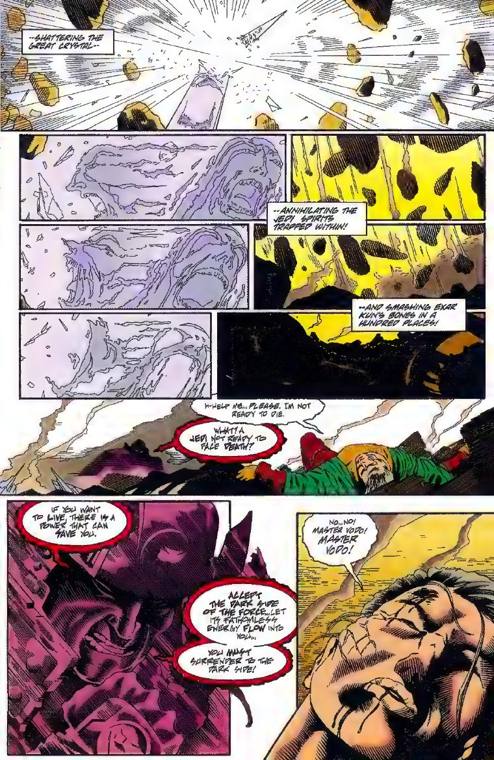 --SHATTERING THE
GREAT CRYSTAL--
--ANNIHILATING THE
JEDI SPIRITS
TRAPPED WITHIN!
--AND SMASHING EXAR
KUN'S BONES IN A
HUNDRED PLACES!
H-HELP ME... PLEASE. I'M NOT
READY TO DIE.
WHAT? A
JEDI NOT READY TO
FACE DEATH?
IF YOU WANT
TO LIVE, THERE IS A
POWER THAT CAN
SAVE YOU.
ACCEPT
THE DARK SIDE
OF THE FORCE... LET
ITS FATHOMLESS
ENERGY FLOW INTO
YOU...
YOU MUST
SURRENDER TO THE
DARK SIDE!
NO...NO!
MASTER VODO!
MASTER
VODO!